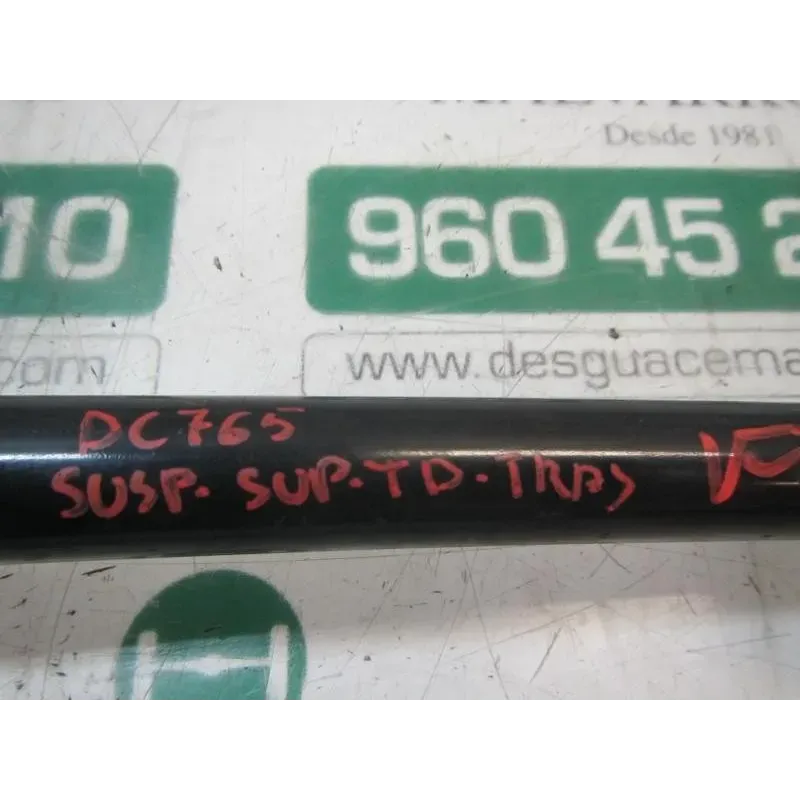 Desde 1981
10
960 45 2
.com
www.desguacema
DC765
SUSP. SUP. TD. TRAS